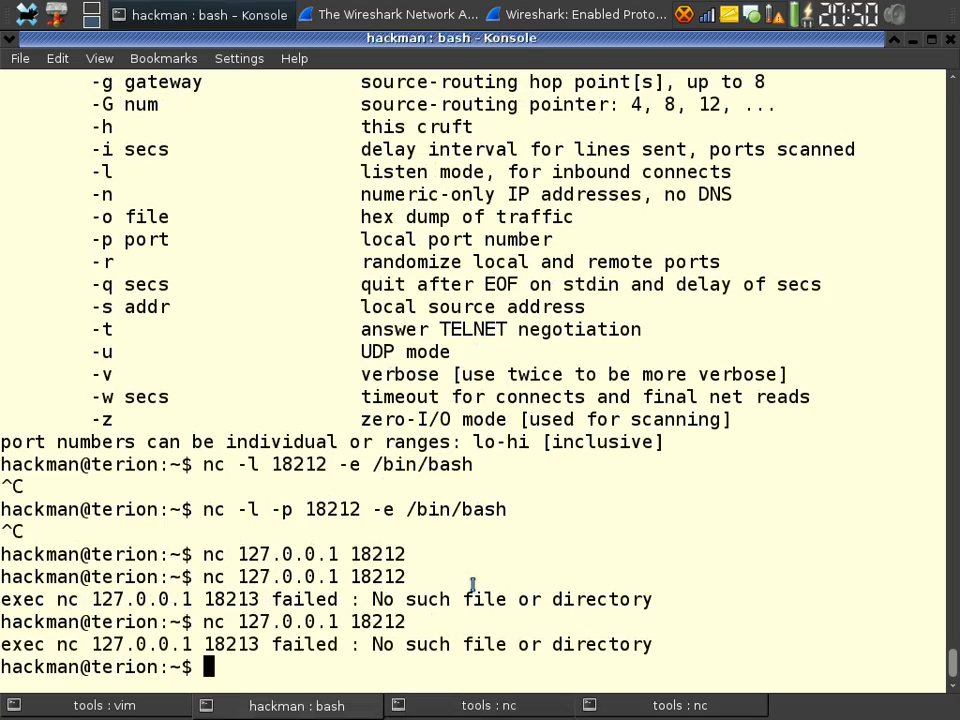 hackman : bash - Konsole
The Wireshark Network A...
Wireshark: Enabled Proto...
20:50
hackman : bash - Konsole
File Edit View Bookmarks Settings Help
-g gateway source-routing hop point[s], up to 8
-G num source-routing pointer: 4, 8, 12, ...
-h this cruft
-i secs delay interval for lines sent, ports scanned
-l listen mode, for inbound connects
-n numeric-only IP addresses, no DNS
-o file hex dump of traffic
-p port local port number
-r randomize local and remote ports
-q secs quit after EOF on stdin and delay of secs
-s addr local source address
-t answer TELNET negotiation
-u UDP mode
-v verbose [use twice to be more verbose]
-w secs timeout for connects and final net reads
-z zero-I/O mode [used for scanning]
port numbers can be individual or ranges: lo-hi [inclusive]
hackman@terion:~$ nc -l 18212 -e /bin/bash
^C
hackman@terion:~$ nc -l -p 18212 -e /bin/bash
^C
hackman@terion:~$ nc 127.0.0.1 18212
hackman@terion:~$ nc 127.0.0.1 18212
exec nc 127.0.0.1 18213 failed : No such file or directory
hackman@terion:~$ nc 127.0.0.1 18212
exec nc 127.0.0.1 18213 failed : No such file or directory
hackman@terion:~$
tools : vim
hackman : bash
tools : nc
tools : nc